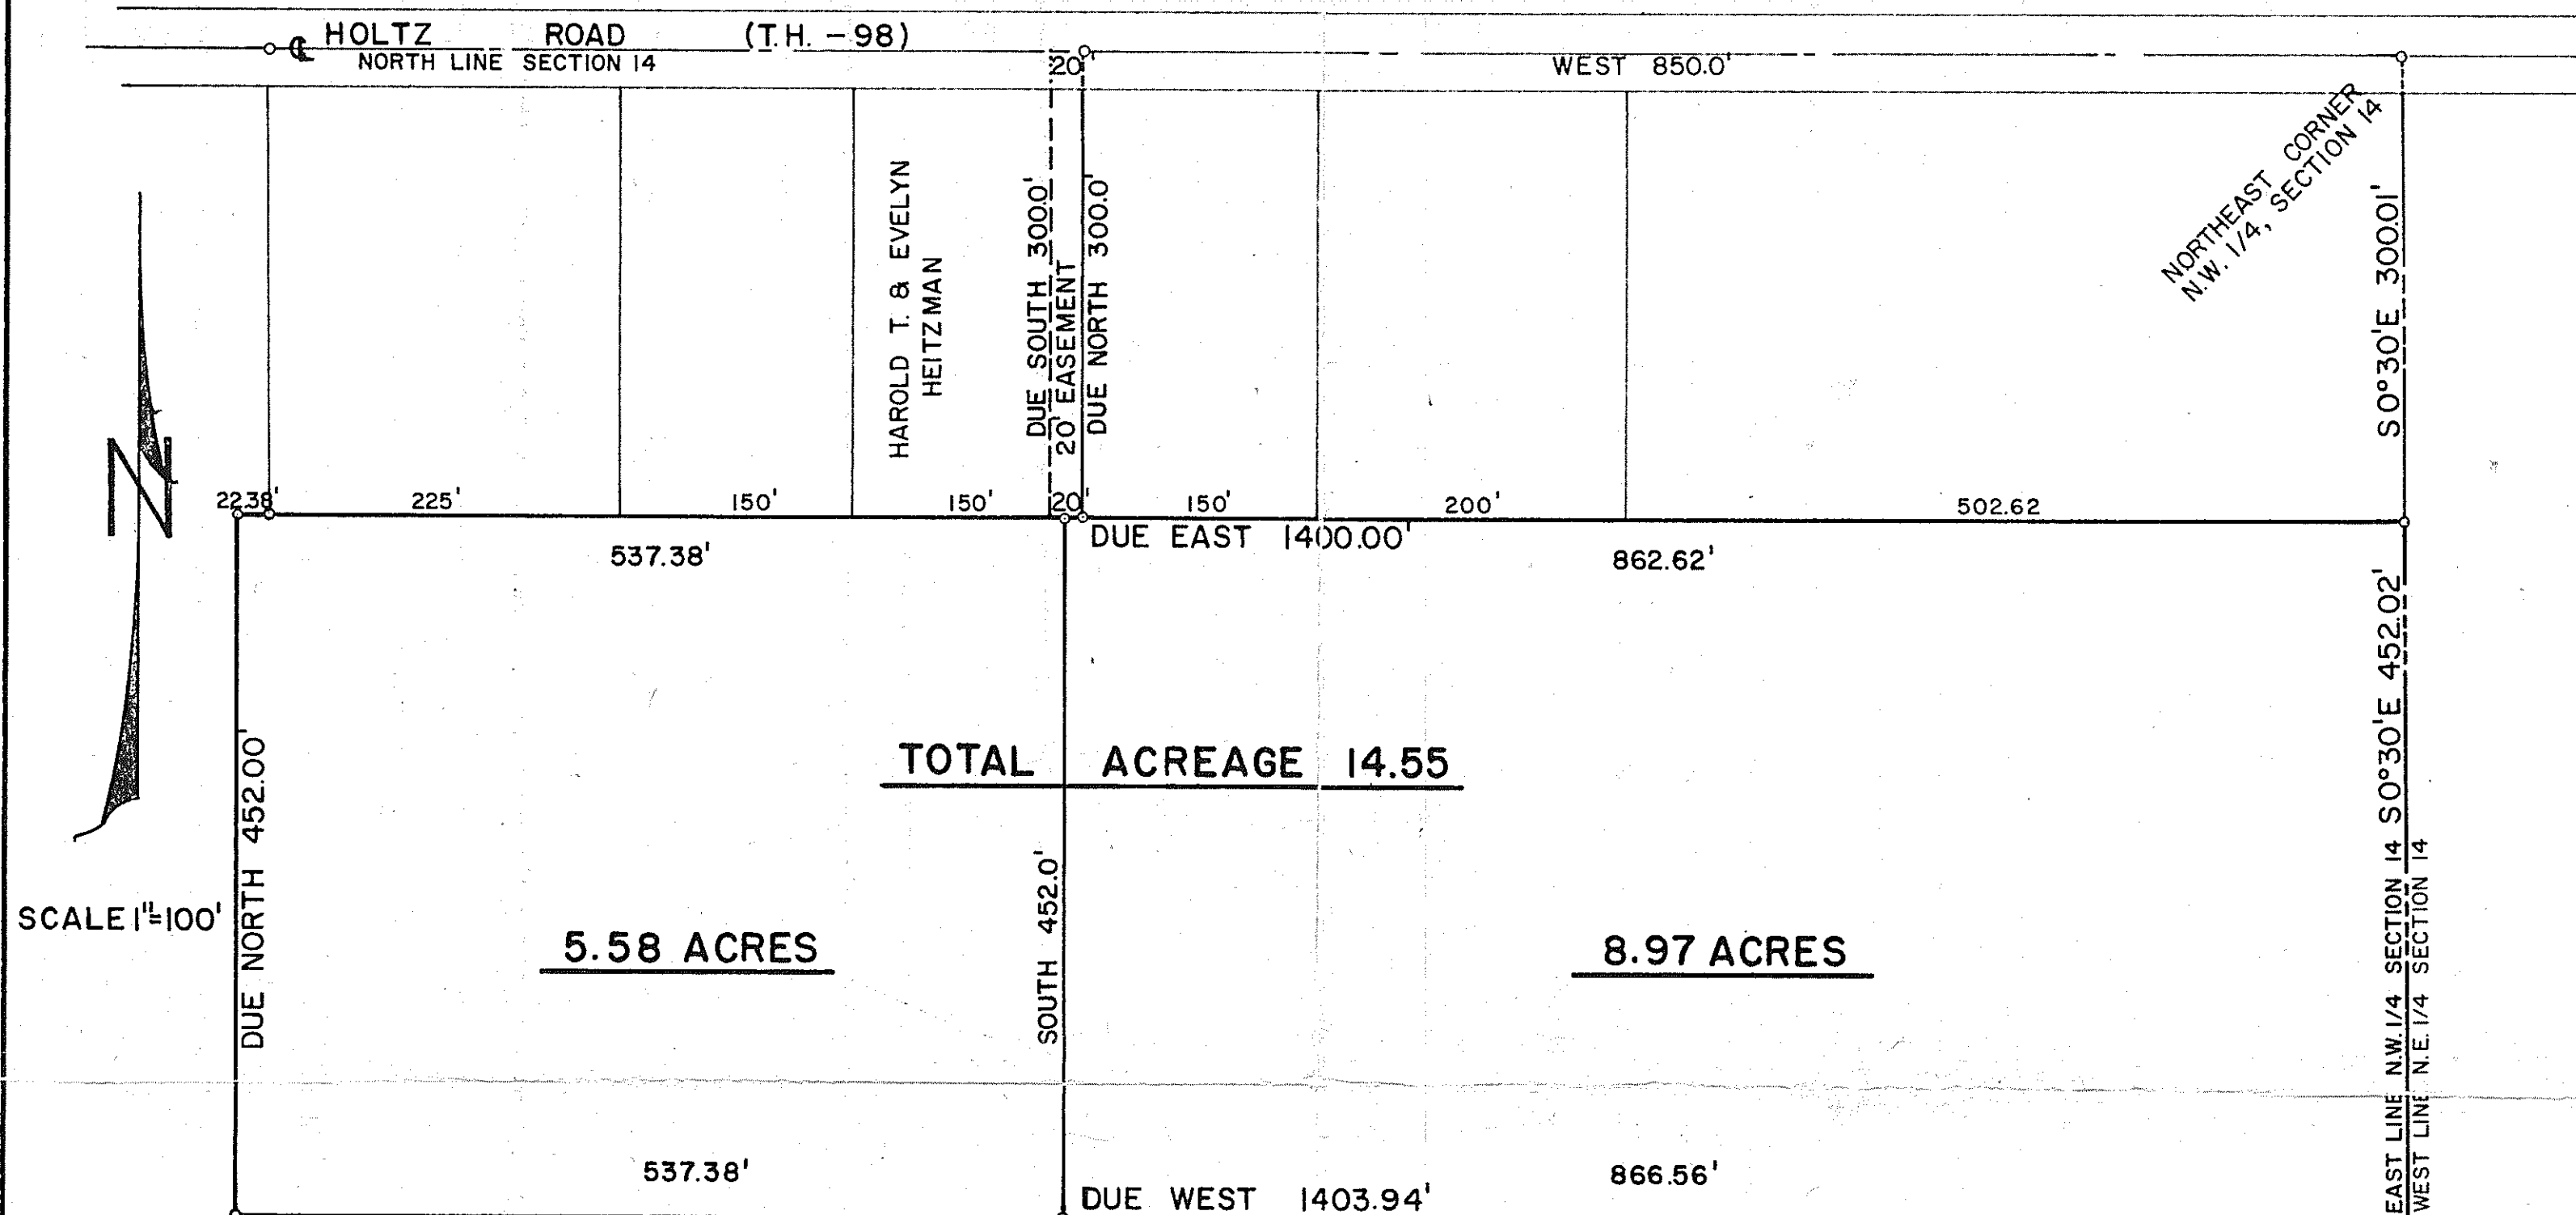 ℄ HOLTZ ROAD (T.H. - 98)
NORTH LINE SECTION 14
20'
WEST 850.0'
NORTHEAST CORNER
N.W. 1/4, SECTION 14
HAROLD T. & EVELYN
HEITZMAN
DUE SOUTH 300.0'
20' EASEMENT
DUE NORTH 300.0'
S 0°30'E 300.01'
N
22.38' 225' 150' 150' 20' 150' 200' 502.62
DUE EAST 1400.00'
537.38'
862.62'
S 0°30'E 452.02'
TOTAL ACREAGE 14.55
DUE NORTH 452.00'
SOUTH 452.0'
SCALE 1"=100'
5.58 ACRES
8.97 ACRES
EAST LINE N.W. 1/4 SECTION 14
WEST LINE N.E. 1/4 SECTION 14
537.38'
866.56'
DUE WEST 1403.94'